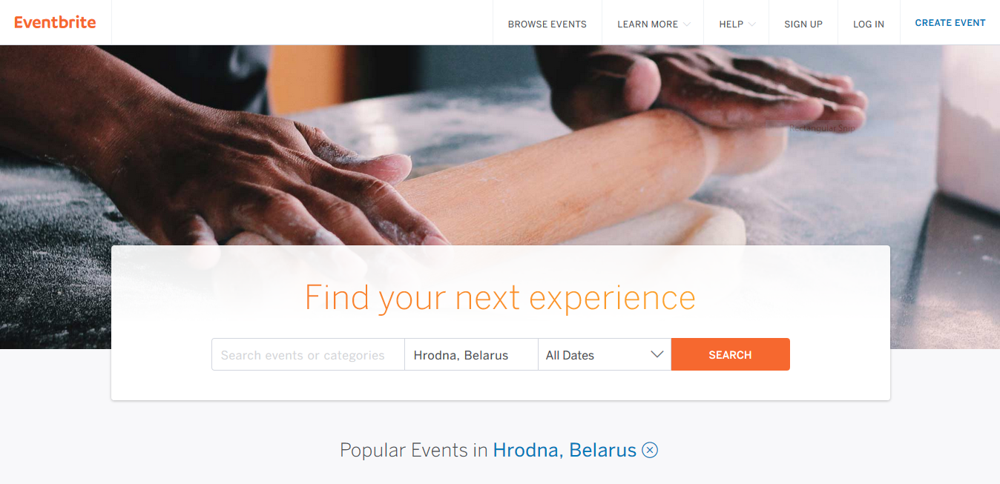 Eventbrite
BROWSE EVENTS
LEARN MORE
HELP
SIGN UP
LOG IN
CREATE EVENT
Rectangular Snip
Find your next experience
Search events or categories
Hrodna, Belarus
All Dates
SEARCH
Popular Events in Hrodna, Belarus